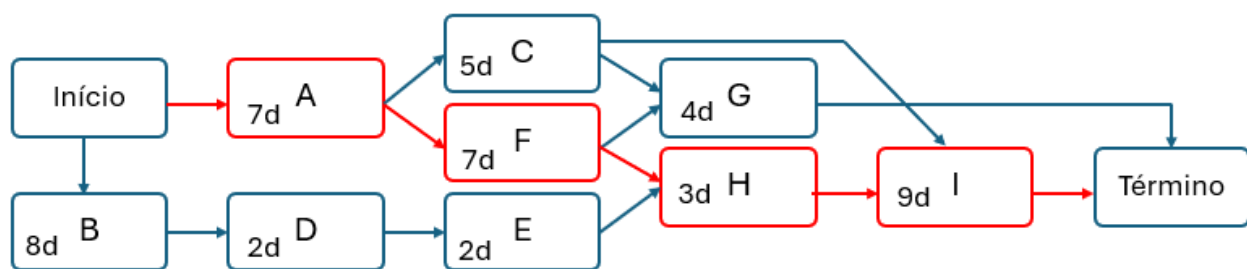 Início
7d A
5d C
7d F
4d G
3d H
9d I
Término
8d B
2d D
2d E